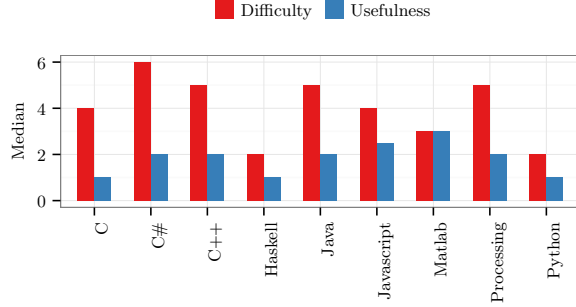 Difficulty Usefulness
Median
6
4
2
0
C
C#
C++
Haskell
Java
Javascript
Matlab
Processing
Python